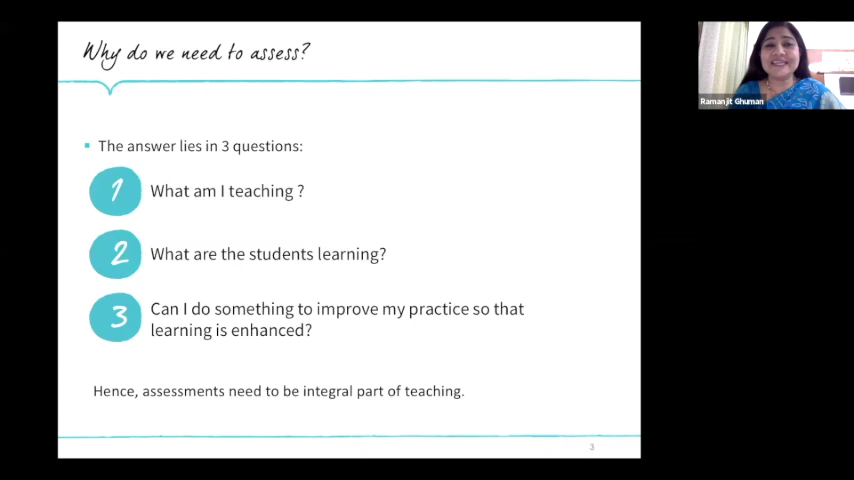 Why do we need to assess?
Ramanjit Ghuman
The answer lies in 3 questions:
1 What am I teaching ?
2 What are the students learning?
3 Can I do something to improve my practice so that
learning is enhanced?
Hence, assessments need to be integral part of teaching.
3